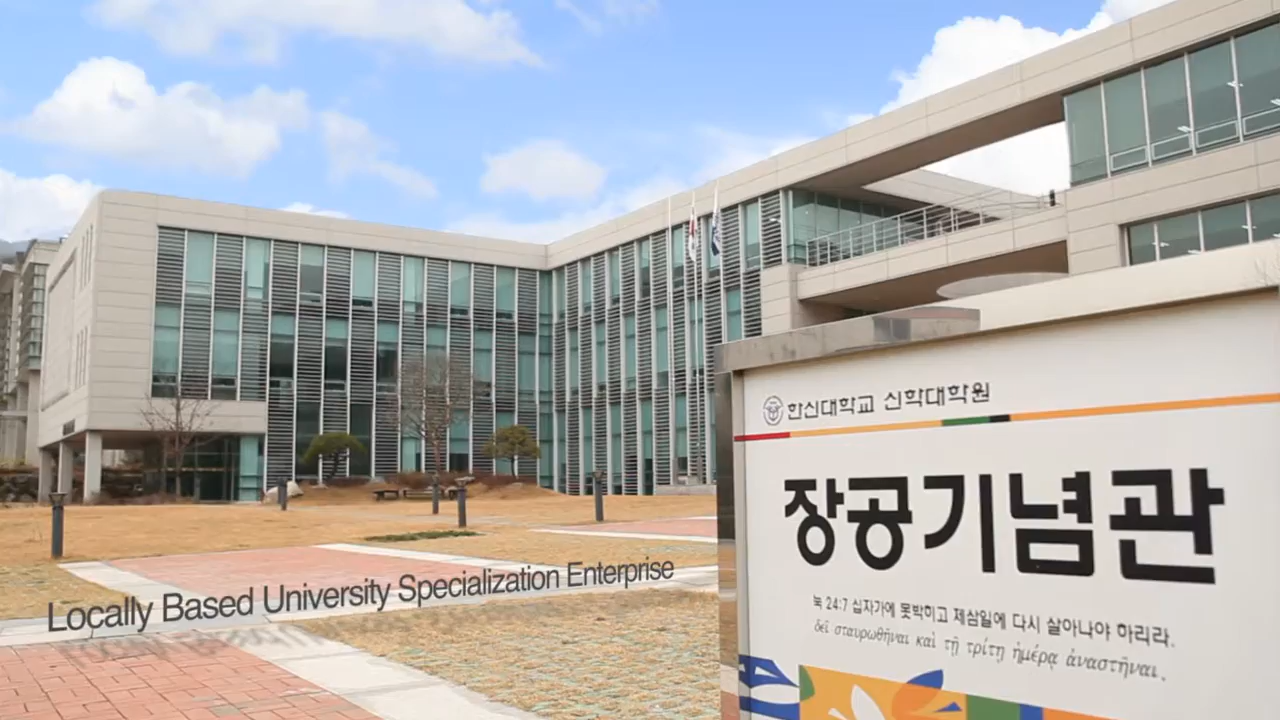 한신대학교 신학대학원
장공기념관
눅 24:7 십자가에 못박히고 제삼일에 다시 살아나야 하리라.
δεῖ σταυρωθῆναι καὶ τῇ τρίτῃ ἡμέρᾳ ἀναστῆναι.
Locally Based University Specialization Enterprise